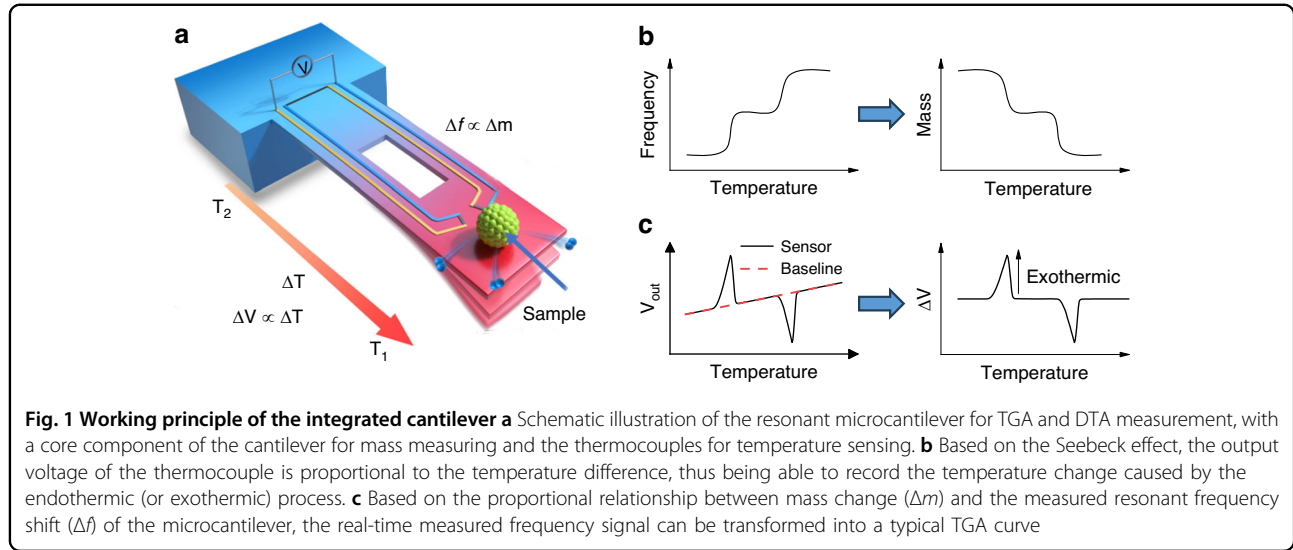 a
V
Δf ∝ Δm
T2
ΔT
ΔV ∝ ΔT
T1
Sample
b
Frequency
Temperature
Mass
Temperature
c
Sensor
Baseline
Vout
Temperature
Exothermic
ΔV
Temperature
Fig. 1 Working principle of the integrated cantilever a Schematic illustration of the resonant microcantilever for TGA and DTA measurement, with
a core component of the cantilever for mass measuring and the thermocouples for temperature sensing. b Based on the Seebeck effect, the output
voltage of the thermocouple is proportional to the temperature difference, thus being able to record the temperature change caused by the
endothermic (or exothermic) process. c Based on the proportional relationship between mass change (Δm) and the measured resonant frequency
shift (Δf) of the microcantilever, the real-time measured frequency signal can be transformed into a typical TGA curve